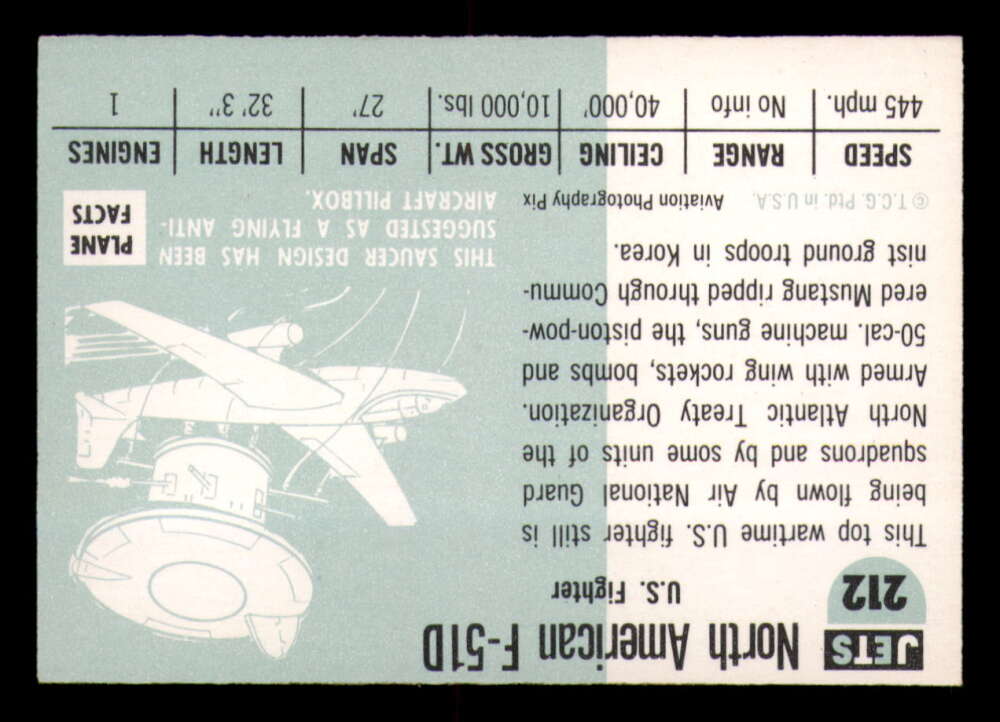 JETS
212
North American F-51D
U.S. Fighter
This top wartime U.S. fighter still is
being flown by Air National Guard
squadrons and by some units of the
North Atlantic Treaty Organization.
Armed with wing rockets, bombs and
50-cal. machine guns, the piston-pow-
ered Mustang ripped through Commu-
nist ground troops in Korea.
© T.C.G. Ptd. in U.S.A. Aviation Photography Pix
THIS SAUCER DESIGN HAS BEEN
SUGGESTED AS A FLYING ANTI-
AIRCRAFT PILLBOX.
PLANE
FACTS
SPEED RANGE CEILING GROSS WT. SPAN LENGTH ENGINES
445 mph. No info 40,000' 10,000 lbs. 27' 32' 3" 1